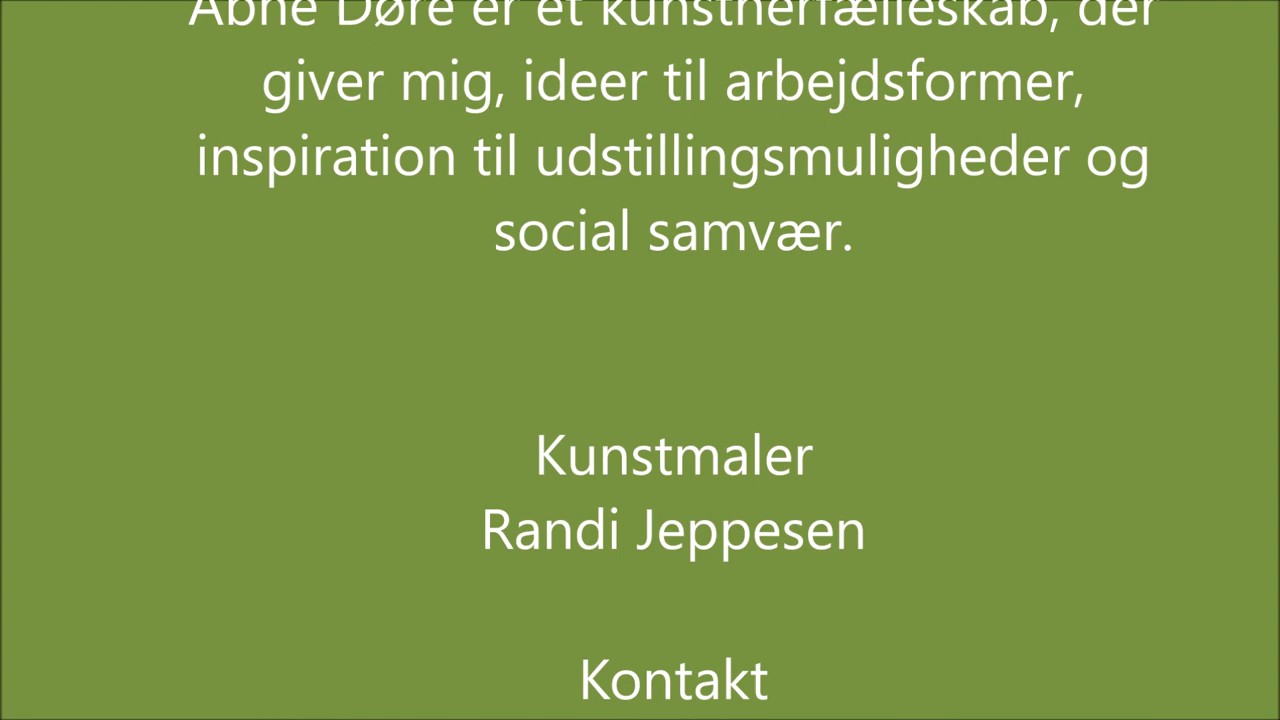 Åbne Døre er et kunstnerfælleskab, der
giver mig, ideer til arbejdsformer,
inspiration til udstillingsmuligheder og
social samvær.
Kunstmaler
Randi Jeppesen
Kontakt